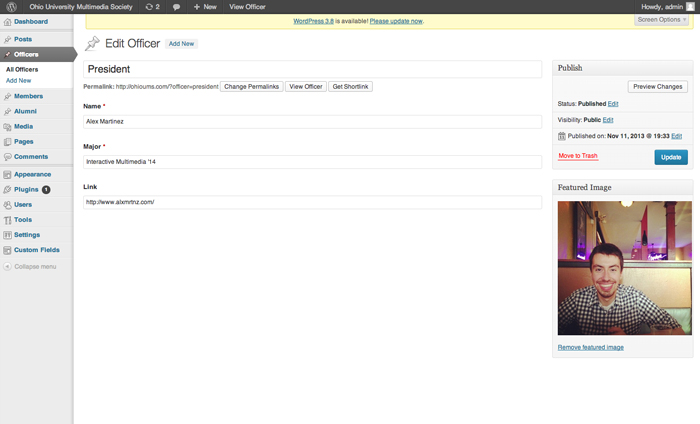 Ohio University Multimedia Society 2 New View Officer Howdy, admin
WordPress 3.8 is available! Please update now.
Screen Options
Dashboard
Posts
Officers
All Officers
Add New
Members
Alumni
Media
Pages
Comments
Appearance
Plugins 1
Users
Tools
Settings
Custom Fields
Collapse menu
Edit Officer Add New
President
Permalink: http://ohioums.com/?officer=president Change Permalinks View Officer Get Shortlink
Name *
Alex Martinez
Major *
Interactive Multimedia '14
Link
http://www.alxmrtnz.com/
Publish
Preview Changes
Status: Published Edit
Visibility: Public Edit
Published on: Nov 11, 2013 @ 19:33 Edit
Move to Trash Update
Featured Image
Remove featured image